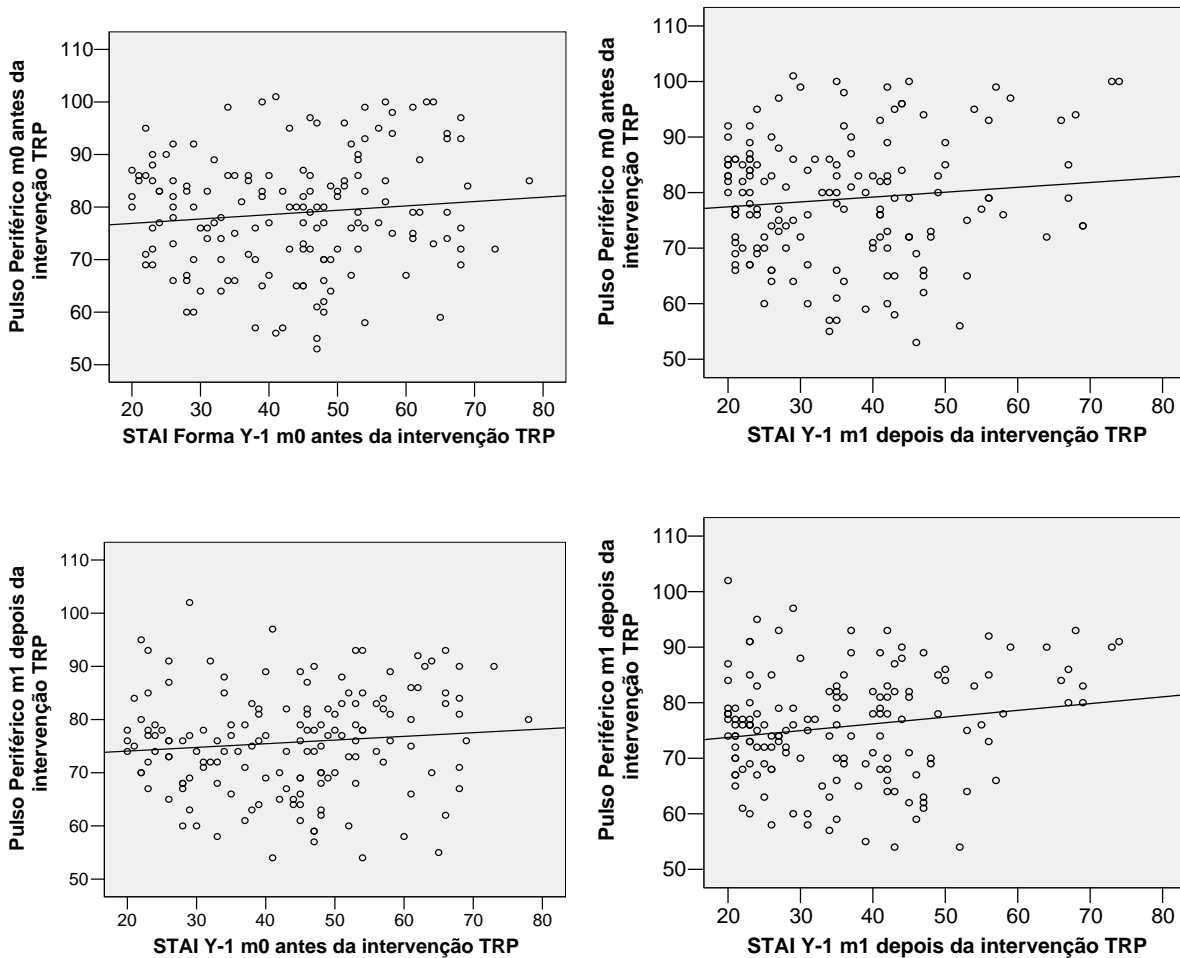 Pulso Periférico m0 antes da
intervenção TRP
110
100
90
80
70
60
50
20 30 40 50 60 70 80
STAI Forma Y-1 m0 antes da intervenção TRP
Pulso Periférico m0 antes da
intervenção TRP
110
100
90
80
70
60
50
20 30 40 50 60 70 80
STAI Y-1 m1 depois da intervenção TRP
Pulso Periférico m1 depois da
intervenção TRP
110
100
90
80
70
60
50
20 30 40 50 60 70 80
STAI Y-1 m0 antes da intervenção TRP
Pulso Periférico m1 depois da
intervenção TRP
110
100
90
80
70
60
50
20 30 40 50 60 70 80
STAI Y-1 m1 depois da intervenção TRP